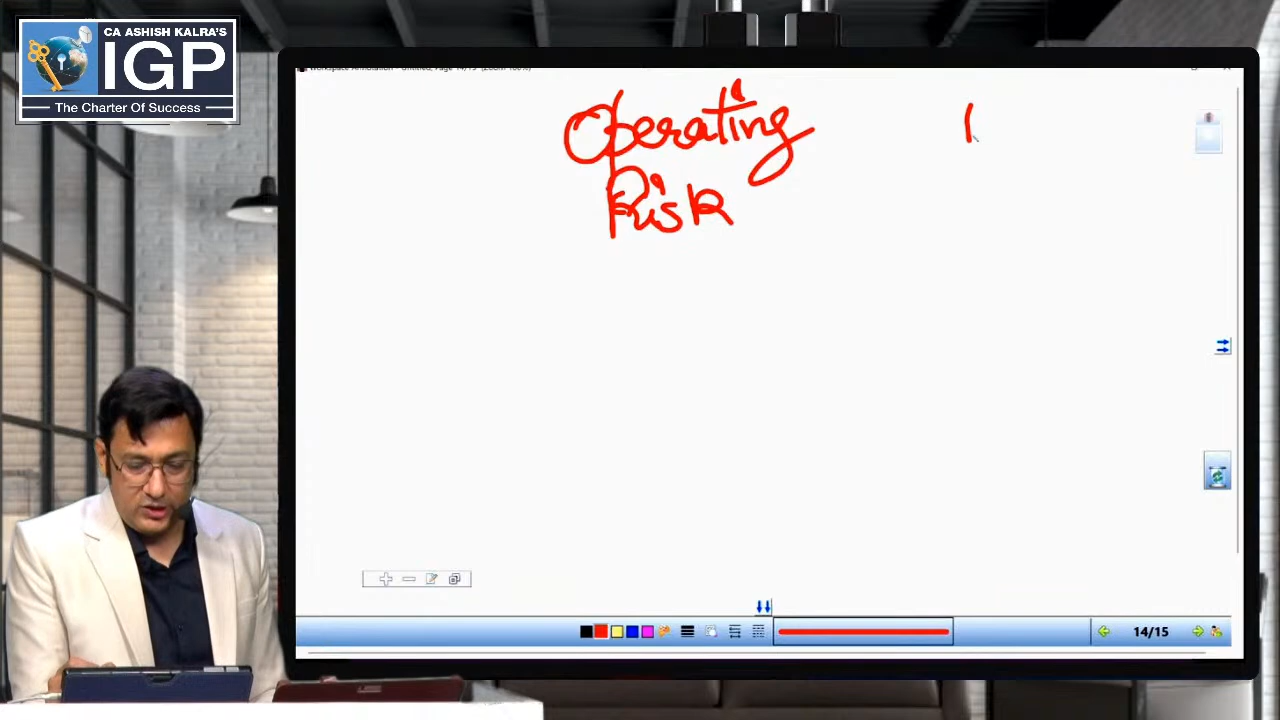 CA ASHISH KALRA'S
IGP
The Charter Of Success
Operating
Risk
14/15